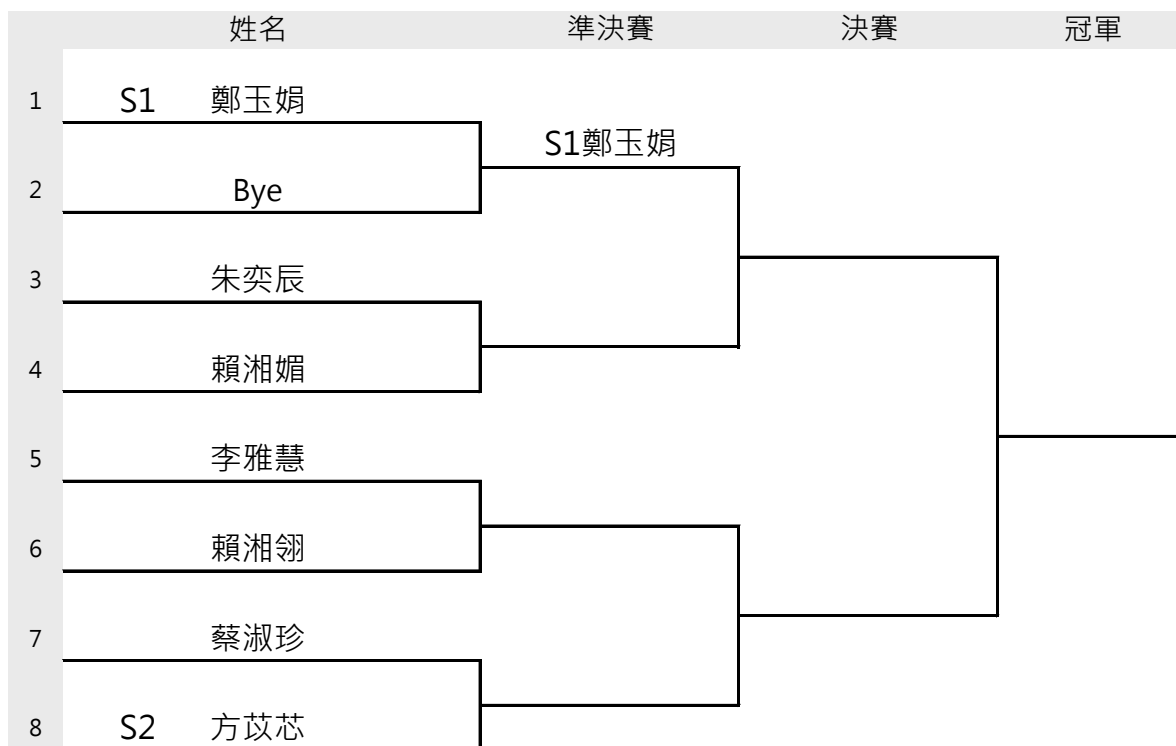 姓名 準決賽 決賽 冠軍
1 S1 鄭玉娟
S1鄭玉娟
2 Bye
3 朱奕辰
4 賴湘媚
5 李雅慧
6 賴湘翎
7 蔡淑珍
8 S2 方苡芯